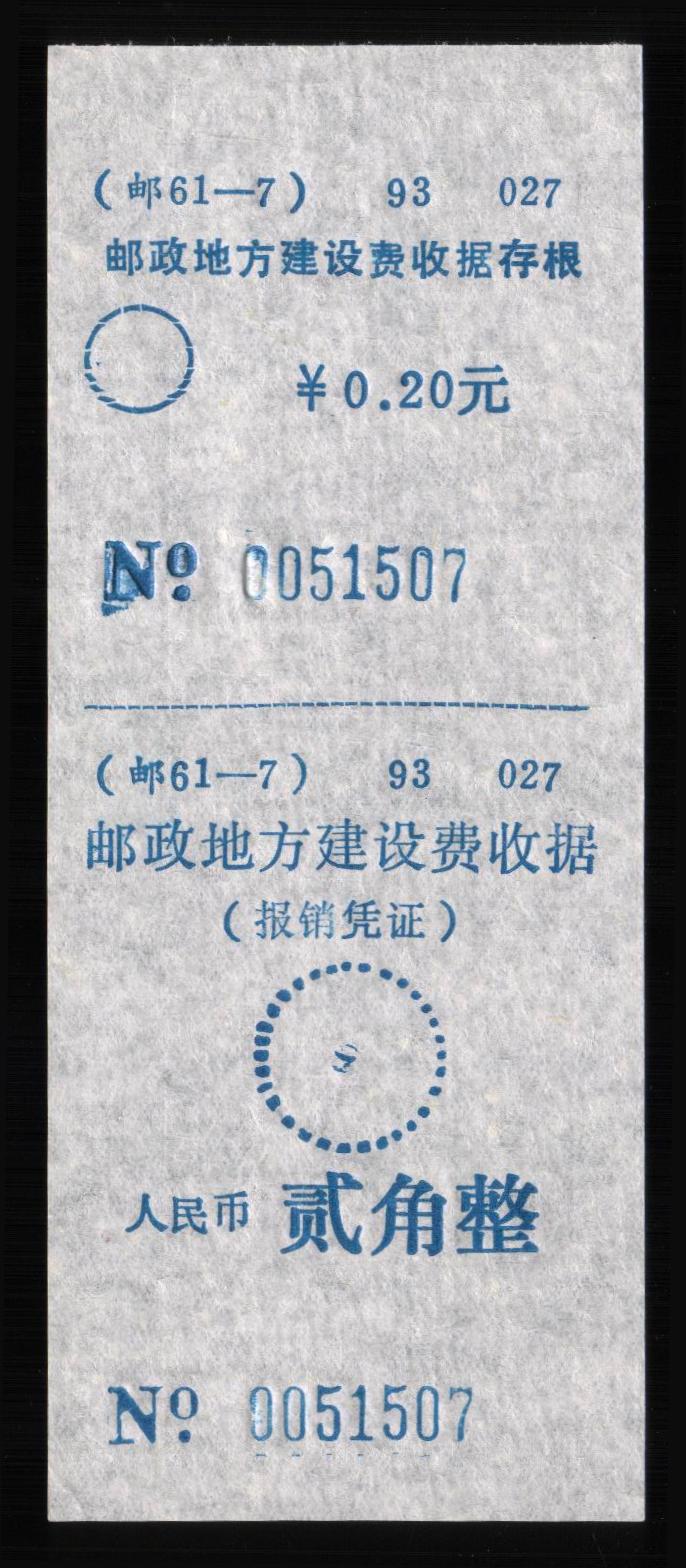 (邮61—7) 93 027
邮政地方建设费收据存根
¥0.20元
Nº 0051507
(邮61—7) 93 027
邮政地方建设费收据
(报销凭证)
人民币 贰角整
Nº 0051507